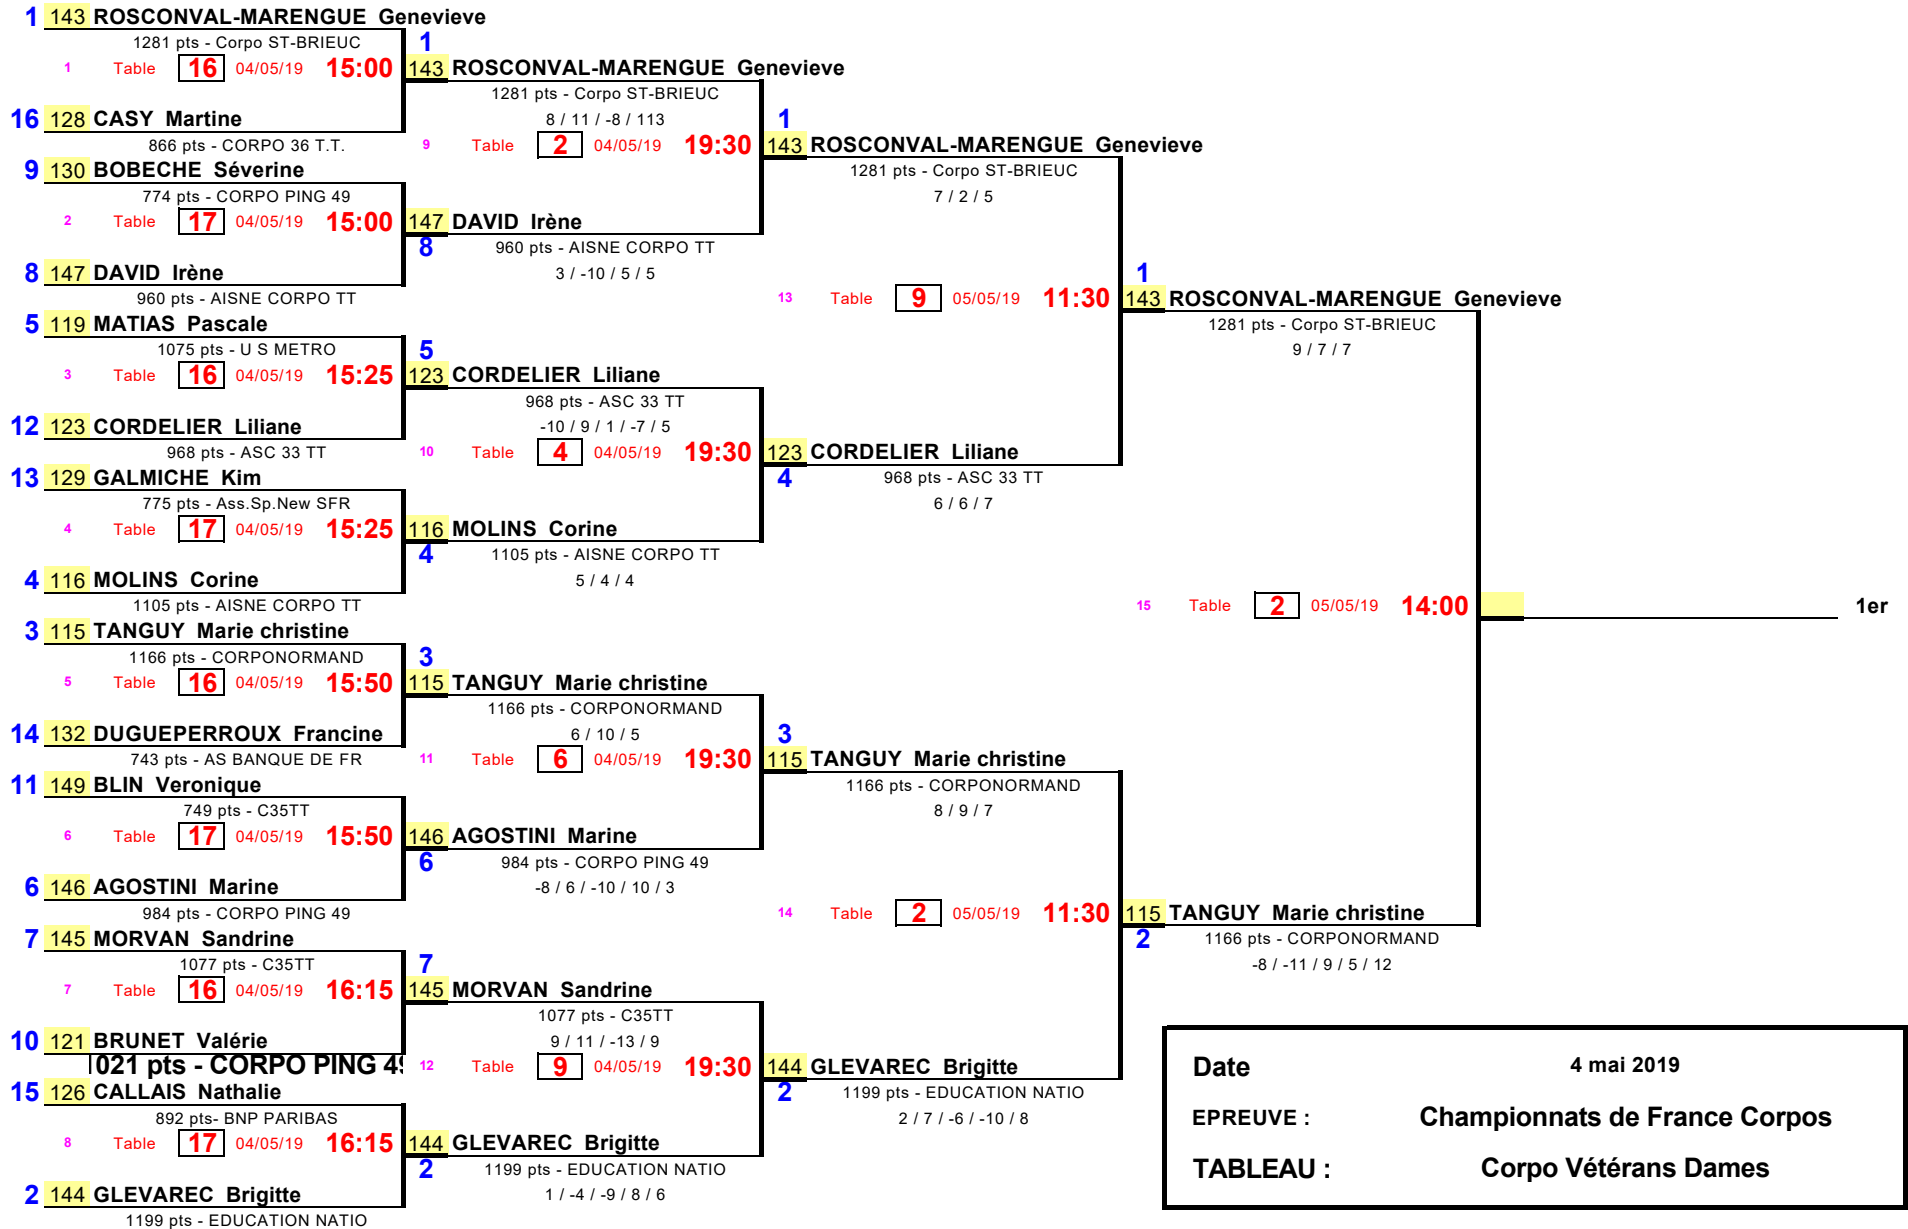 1 143 ROSCONVAL-MARENGUE Genevieve
1281 pts - Corpo ST-BRIEUC
1 Table 16 04/05/19 15:00
16 128 CASY Martine
866 pts - CORPO 36 T.T.
9 130 BOBECHE Séverine
774 pts - CORPO PING 49
2 Table 17 04/05/19 15:00
8 147 DAVID Irène
960 pts - AISNE CORPO TT
5 119 MATIAS Pascale
1075 pts - U S METRO
3 Table 16 04/05/19 15:25
12 123 CORDELIER Liliane
968 pts - ASC 33 TT
13 129 GALMICHE Kim
775 pts - Ass.Sp.New SFR
4 Table 17 04/05/19 15:25
4 116 MOLINS Corine
1105 pts - AISNE CORPO TT
3 115 TANGUY Marie christine
1166 pts - CORPONORMAND
5 Table 16 04/05/19 15:50
14 132 DUGUEPERROUX Francine
743 pts - AS BANQUE DE FR
11 149 BLIN Veronique
749 pts - C35TT
6 Table 17 04/05/19 15:50
6 146 AGOSTINI Marine
984 pts - CORPO PING 49
7 145 MORVAN Sandrine
1077 pts - C35TT
7 Table 16 04/05/19 16:15
10 121 BRUNET Valérie
021 pts - CORPO PING 49
15 126 CALLAIS Nathalie
892 pts- BNP PARIBAS
8 Table 17 04/05/19 16:15
2 144 GLEVAREC Brigitte
1199 pts - EDUCATION NATIO
1
143 ROSCONVAL-MARENGUE Genevieve
1281 pts - Corpo ST-BRIEUC
8 / 11 / -8 / 113
9 Table 2 04/05/19 19:30
147 DAVID Irène
8
960 pts - AISNE CORPO TT
3 / -10 / 5 / 5
5
123 CORDELIER Liliane
968 pts - ASC 33 TT
-10 / 9 / 1 / -7 / 5
10 Table 4 04/05/19 19:30
116 MOLINS Corine
4
1105 pts - AISNE CORPO TT
5 / 4 / 4
3
115 TANGUY Marie christine
1166 pts - CORPONORMAND
6 / 10 / 5
11 Table 6 04/05/19 19:30
146 AGOSTINI Marine
6
984 pts - CORPO PING 49
-8 / 6 / -10 / 10 / 3
7
145 MORVAN Sandrine
1077 pts - C35TT
9 / 11 / -13 / 9
12 Table 9 04/05/19 19:30
144 GLEVAREC Brigitte
2
1199 pts - EDUCATION NATIO
1 / -4 / -9 / 8 / 6
1
143 ROSCONVAL-MARENGUE Genevieve
1281 pts - Corpo ST-BRIEUC
7 / 2 / 5
13 Table 9 05/05/19 11:30
123 CORDELIER Liliane
4
968 pts - ASC 33 TT
6 / 6 / 7
3
115 TANGUY Marie christine
1166 pts - CORPONORMAND
8 / 9 / 7
14 Table 2 05/05/19 11:30
144 GLEVAREC Brigitte
2
1199 pts - EDUCATION NATIO
2 / 7 / -6 / -10 / 8
1
143 ROSCONVAL-MARENGUE Genevieve
1281 pts - Corpo ST-BRIEUC
9 / 7 / 7
15 Table 2 05/05/19 14:00
115 TANGUY Marie christine
2
1166 pts - CORPONORMAND
-8 / -11 / 9 / 5 / 12
1er
Date 4 mai 2019
EPREUVE : Championnats de France Corpos
TABLEAU : Corpo Vétérans Dames